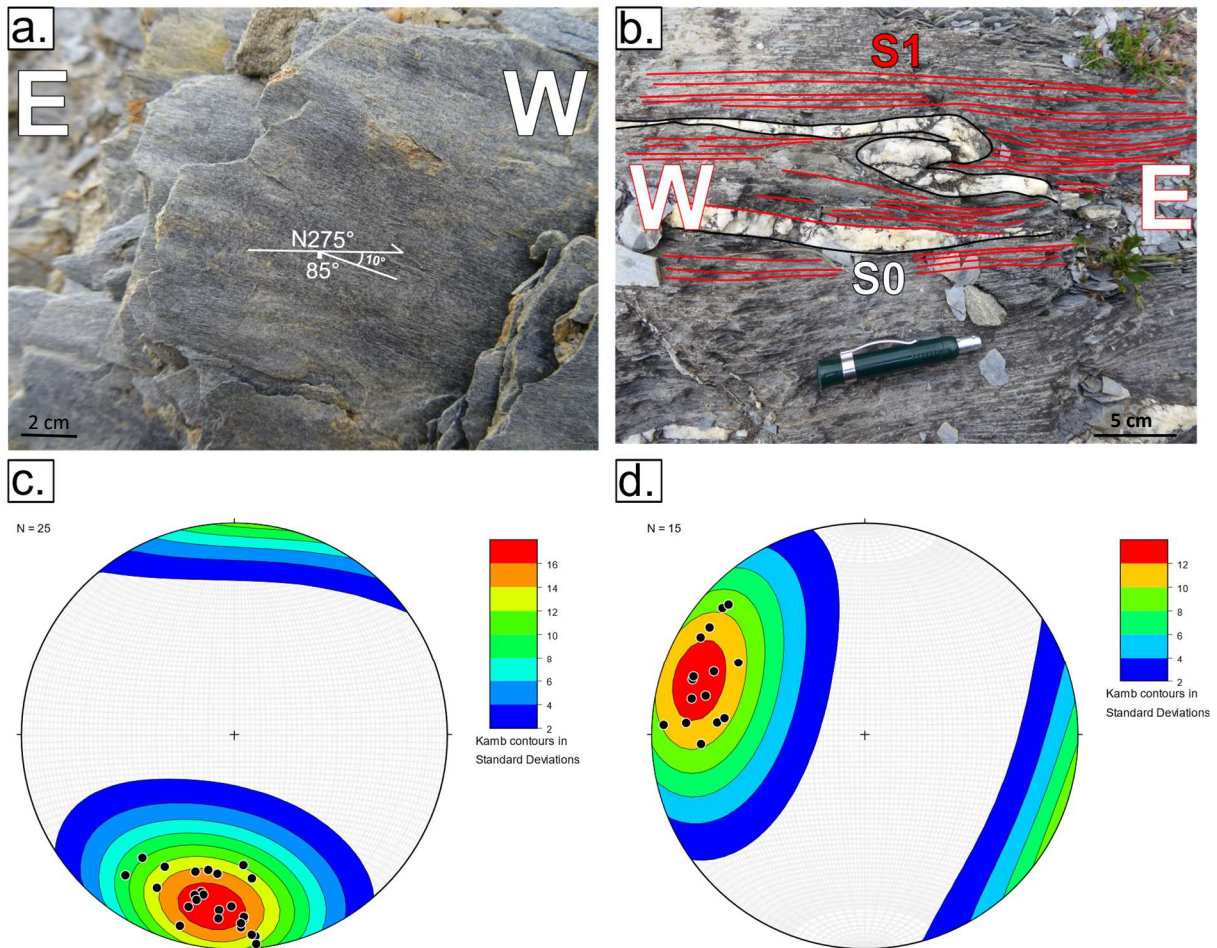 a.
E
W
N275°
10°
85°
2 cm
b.
S1
W
E
S0
5 cm
c.
N = 25
16
14
12
10
8
6
4
2
Kamb contours in
Standard Deviations
d.
N = 15
12
10
8
6
4
2
Kamb contours in
Standard Deviations